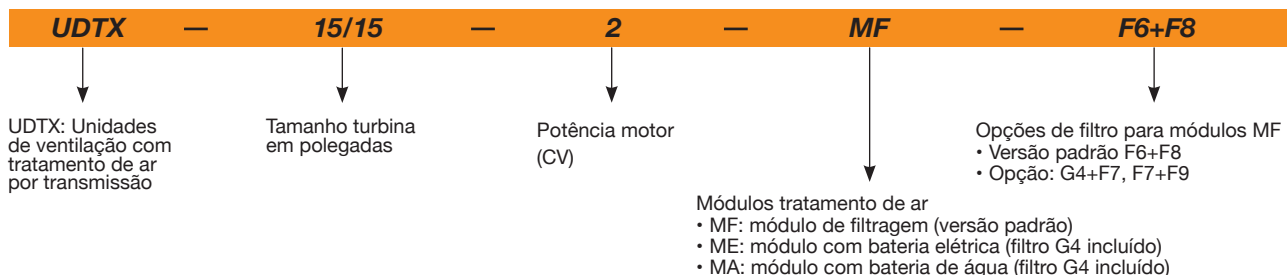 UDTX — 15/15 — 2 — MF — F6+F8
UDTX: Unidades
de ventilação com
tratamento de ar
por transmissão
Tamanho turbina
em polegadas
Potência motor
(CV)
Módulos tratamento de ar
• MF: módulo de filtragem (versão padrão)
• ME: módulo com bateria elétrica (filtro G4 incluído)
• MA: módulo com bateria de água (filtro G4 incluído)
Opções de filtro para módulos MF
• Versão padrão F6+F8
• Opção: G4+F7, F7+F9